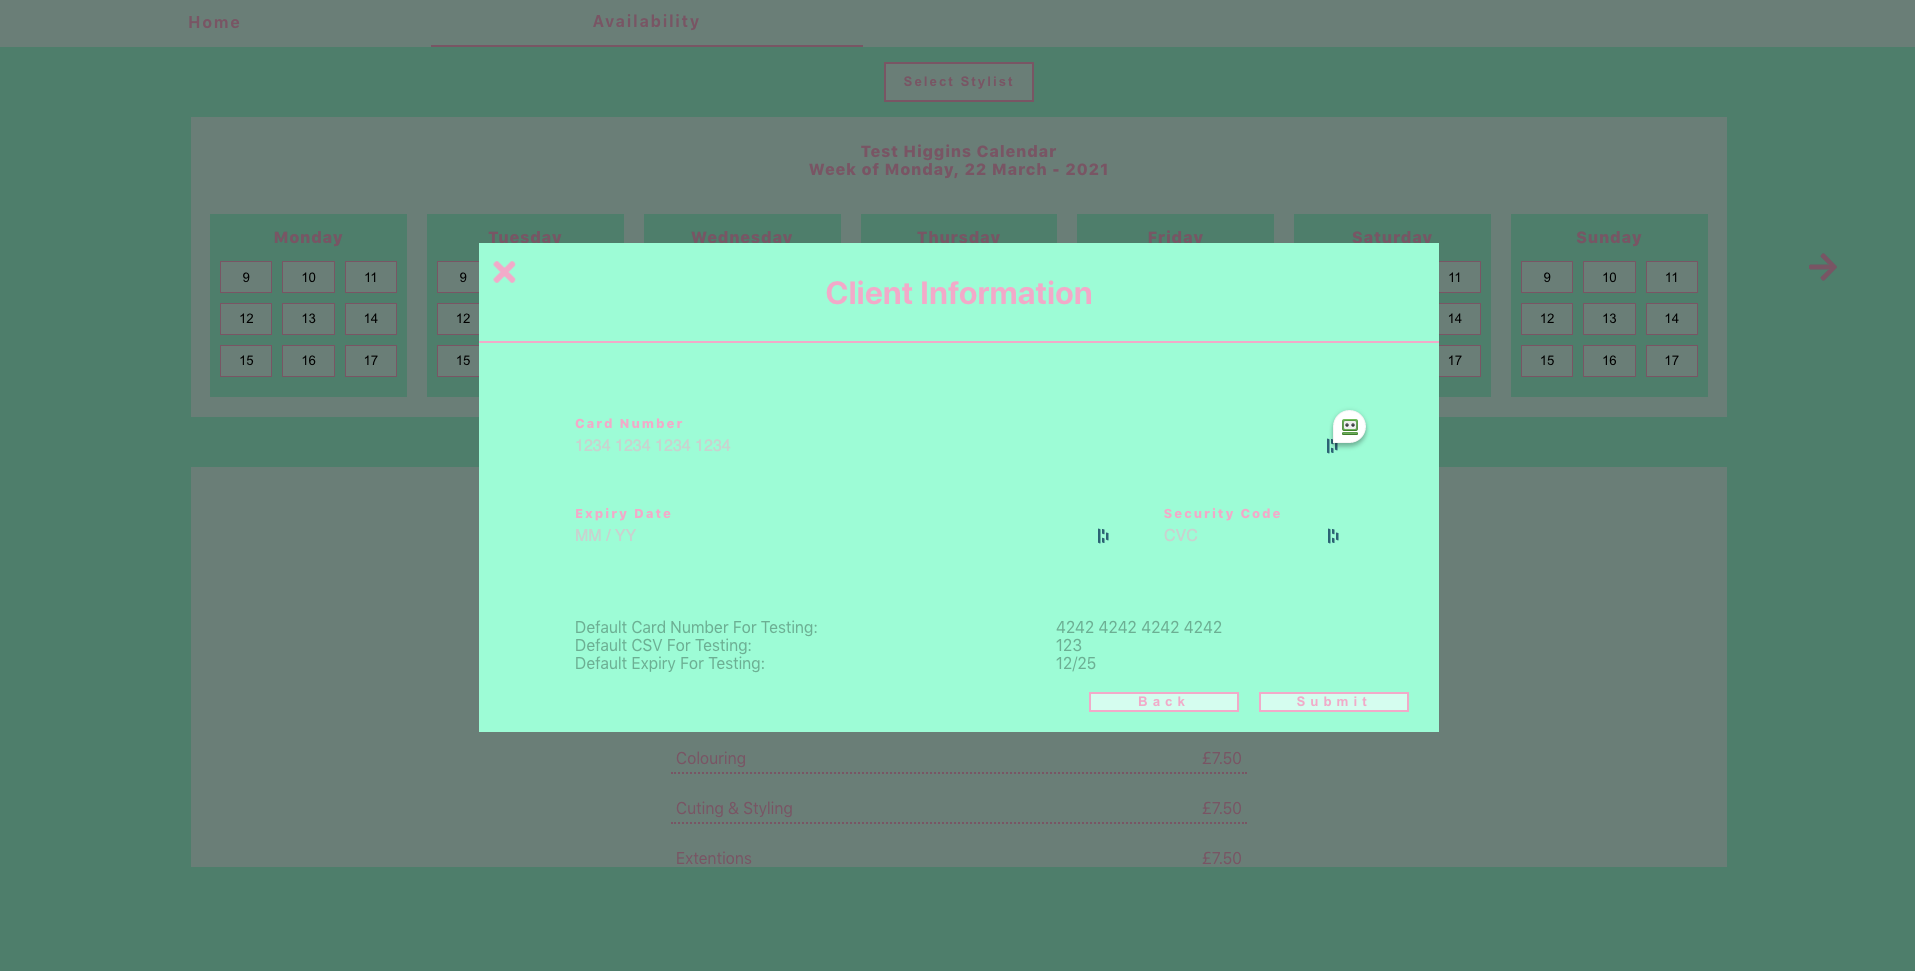 Home Availability
Select Stylist
Test Higgins Calendar
Week of Monday, 22 March - 2021
Monday Tuesday Wednesday Thursday Friday Saturday Sunday
9 10 11 9 11 9 10 11
12 13 14 12 14 12 13 14
15 16 17 15 17 15 16 17
Client Information
Card Number
1234 1234 1234 1234
Expiry Date Security Code
MM / YY CVC
Default Card Number For Testing: 4242 4242 4242 4242
Default CSV For Testing: 123
Default Expiry For Testing: 12/25
Back Submit
Colouring £7.50
Cuting & Styling £7.50
Extentions £7.50